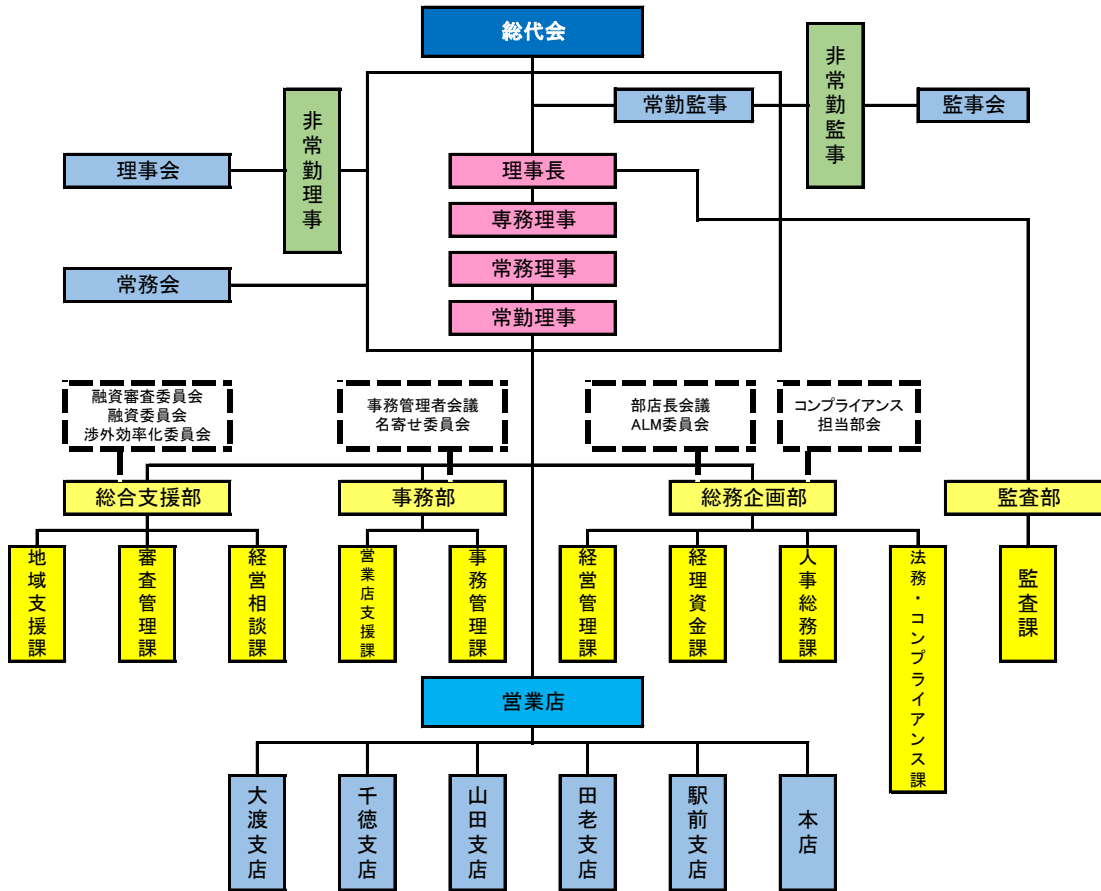 総代会
常勤監事
非常勤監事
監事会
理事会
非常勤理事
理事長
専務理事
常務会
常務理事
常勤理事
融資審査委員会
融資委員会
渉外効率化委員会
事務管理者会議
名寄せ委員会
部店長会議
ALM委員会
コンプライアンス
担当部会
総合支援部
事務部
総務企画部
監査部
地域支援課
審査管理課
経営相談課
営業店支援課
事務管理課
経営管理課
経理資金課
人事総務課
法務・コンプライアンス課
監査課
営業店
大渡支店
千徳支店
山田支店
田老支店
駅前支店
本店